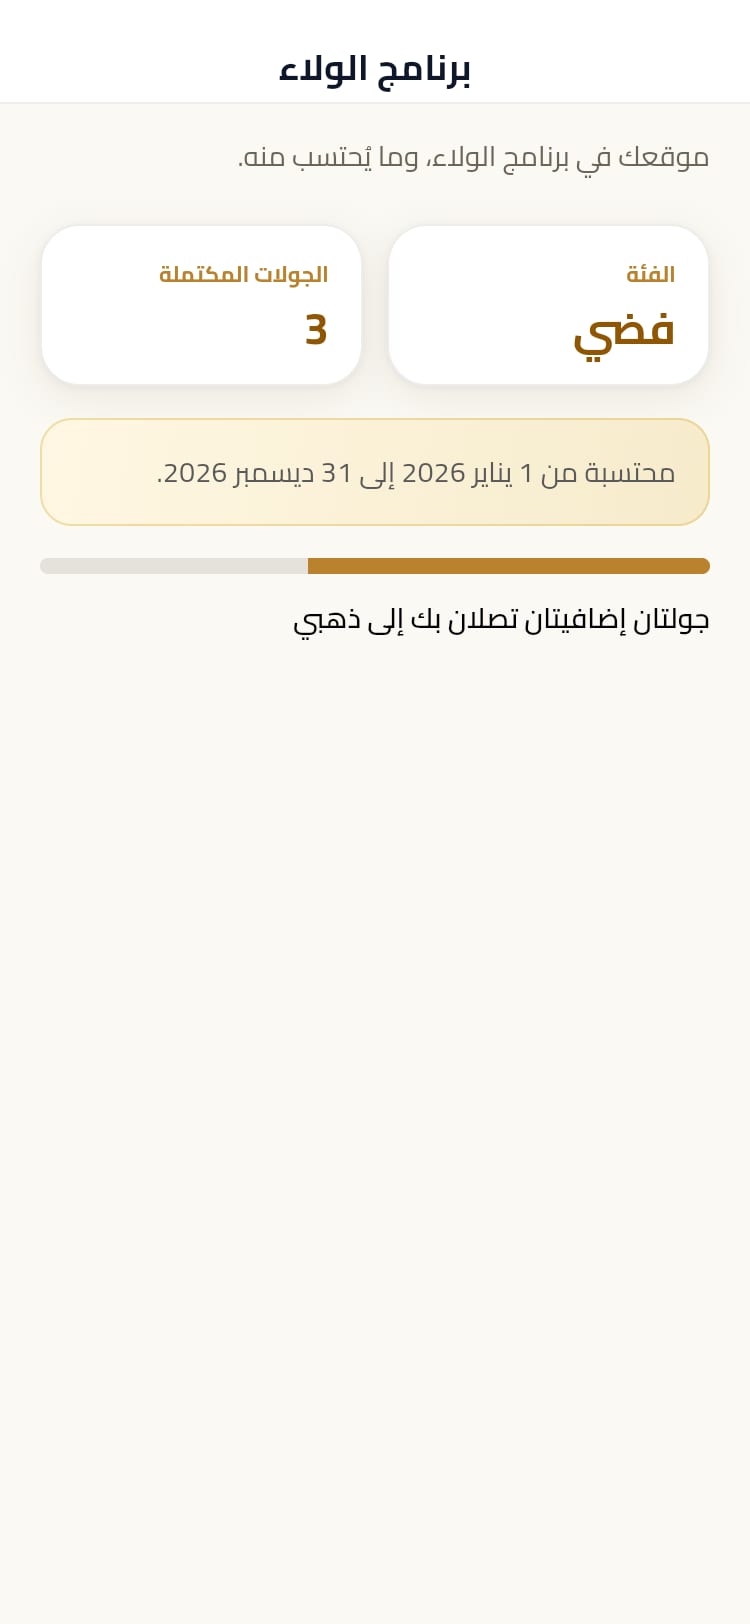 برنامج الولاء
موقعك في برنامج الولاء، وما يُحتسب منه.
الفئة
فضي
الجولات المكتملة
3
محتسبة من 1 يناير 2026 إلى 31 ديسمبر 2026.
جولتان إضافيتان تصلان بك إلى ذهبي